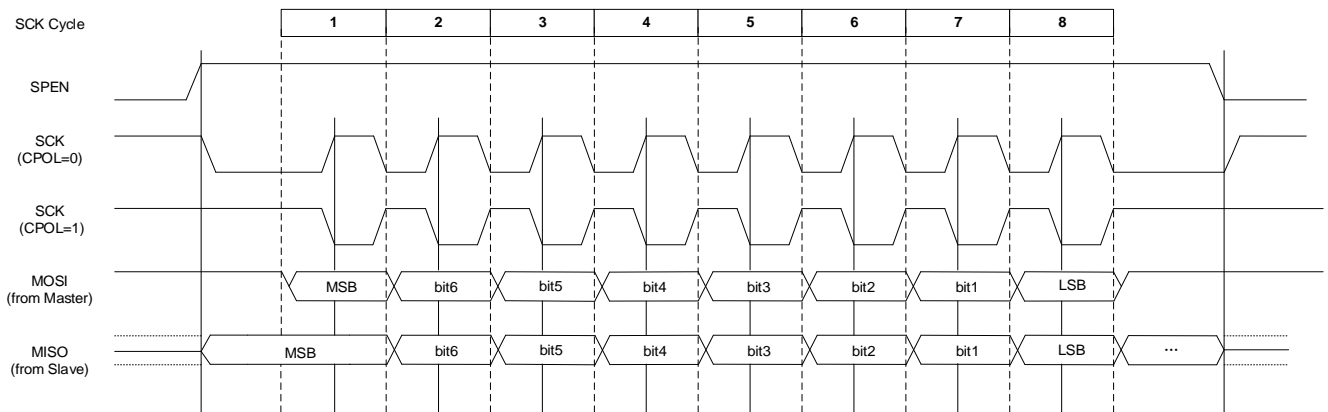 SCK Cycle 1 2 3 4 5 6 7 8
SPEN
SCK
(CPOL=0)
SCK
(CPOL=1)
MOSI
(from Master)
MSB bit6 bit5 bit4 bit3 bit2 bit1 LSB
MISO
(from Slave)
MSB bit6 bit5 bit4 bit3 bit2 bit1 LSB ...